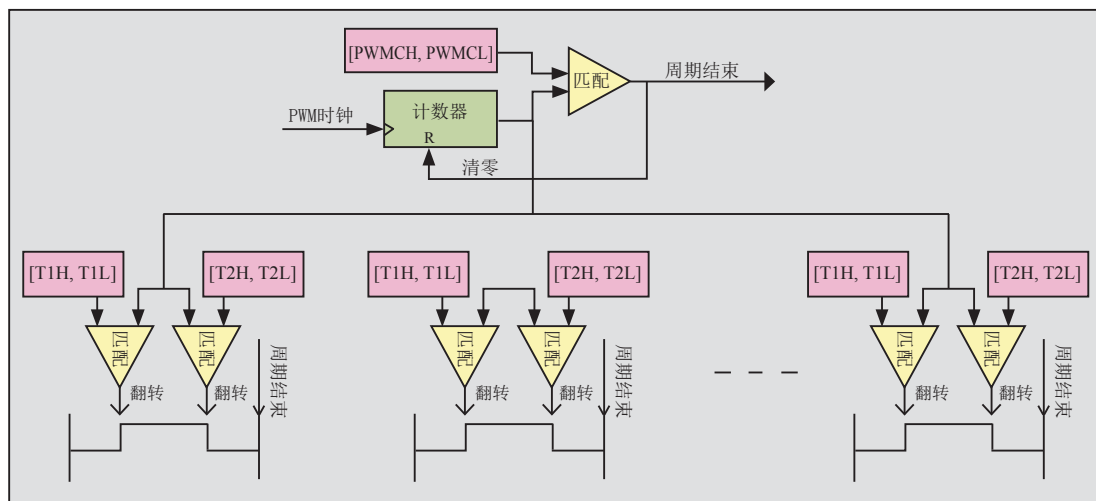 [PWMCH, PWMCL]
匹配
周期结束
PWM时钟
计数器
R
清零
[T1H, T1L]
[T2H, T2L]
[T1H, T1L]
[T2H, T2L]
[T1H, T1L]
[T2H, T2L]
匹配
匹配
周期结束
匹配
匹配
周期结束
匹配
匹配
周期结束
翻转
翻转
翻转
翻转
翻转
翻转